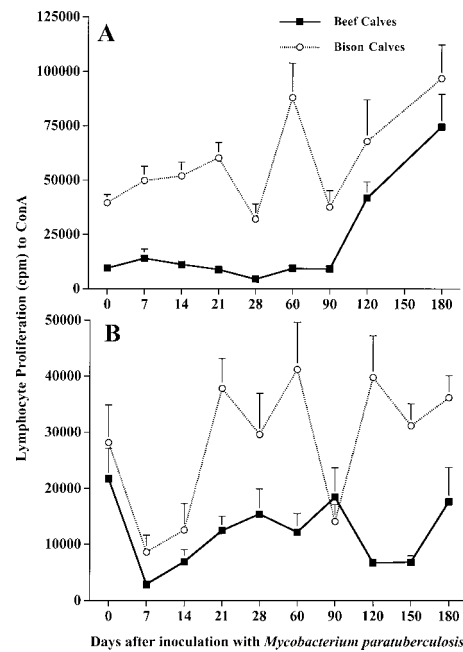 125000
A
Beef Calves
Bison Calves
100000
75000
50000
25000
0
0 7 14 21 28 60 90 120 150 180
Lymphocyte Proliferation (cpm) to ConA
50000
B
40000
30000
20000
10000
0
0 7 14 21 28 60 90 120 150 180
Days after inoculation with Mycobacterium paratuberculosis